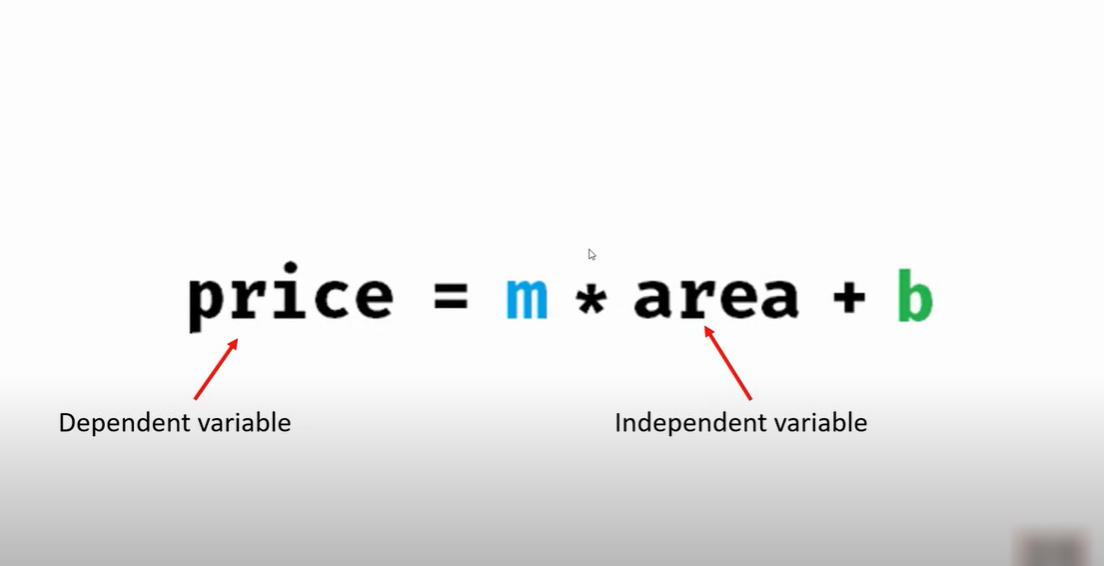 price = m * area + b
Dependent variable
Independent variable